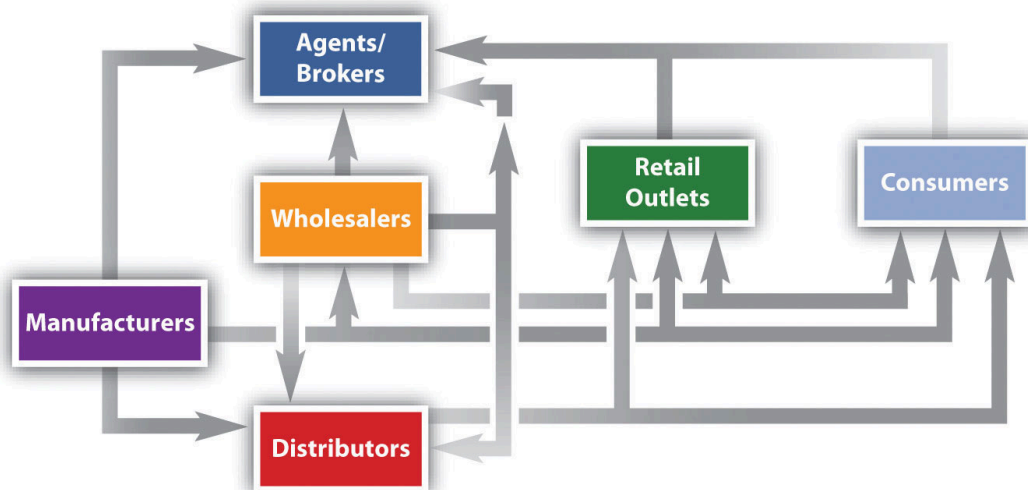 Agents/
Brokers
Retail
Outlets
Consumers
Wholesalers
Manufacturers
Distributors